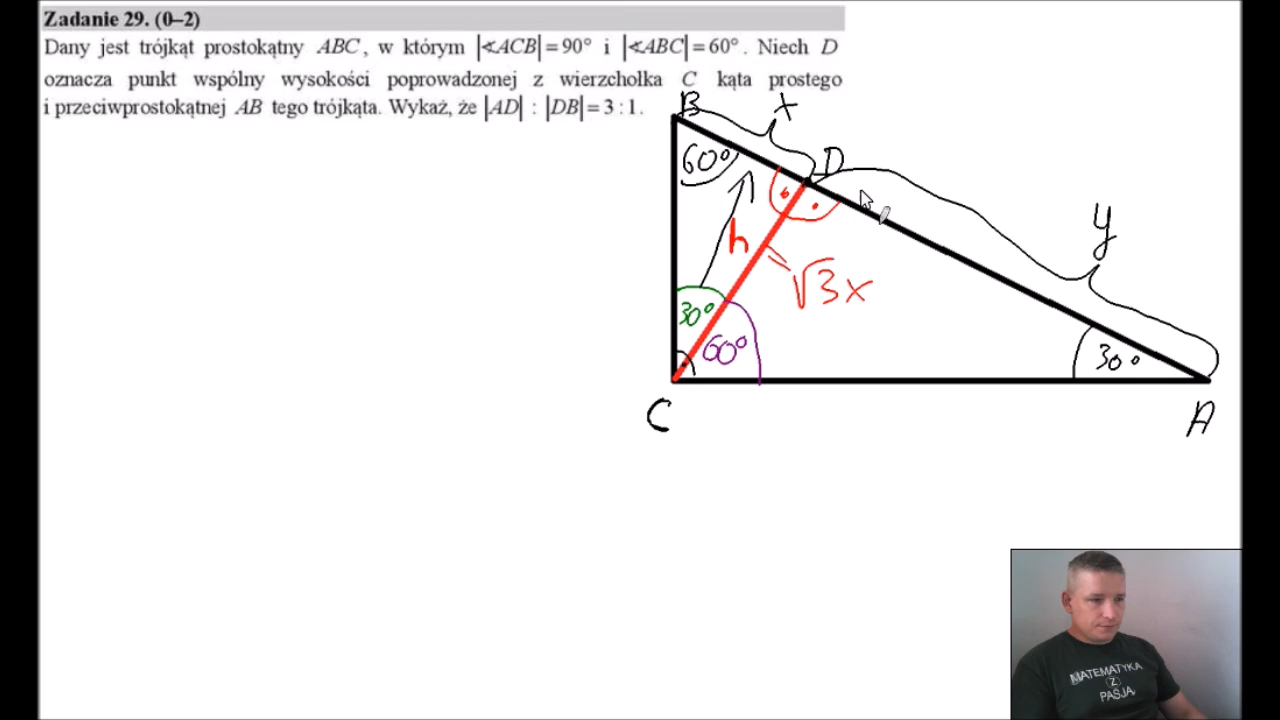 Zadanie 29. (0–2)
Dany jest trójkąt prostokątny ABC, w którym |∢ACB| = 90° i |∢ABC| = 60°. Niech D
oznacza punkt wspólny wysokości poprowadzonej z wierzchołka C kąta prostego
i przeciwprostokątnej AB tego trójkąta. Wykaż, że |AD| : |DB| = 3 : 1.
B
x
60°
D
y
h
= √3x
30°
60°
30°
C
A
MATEMATYKA
Z
PASJA